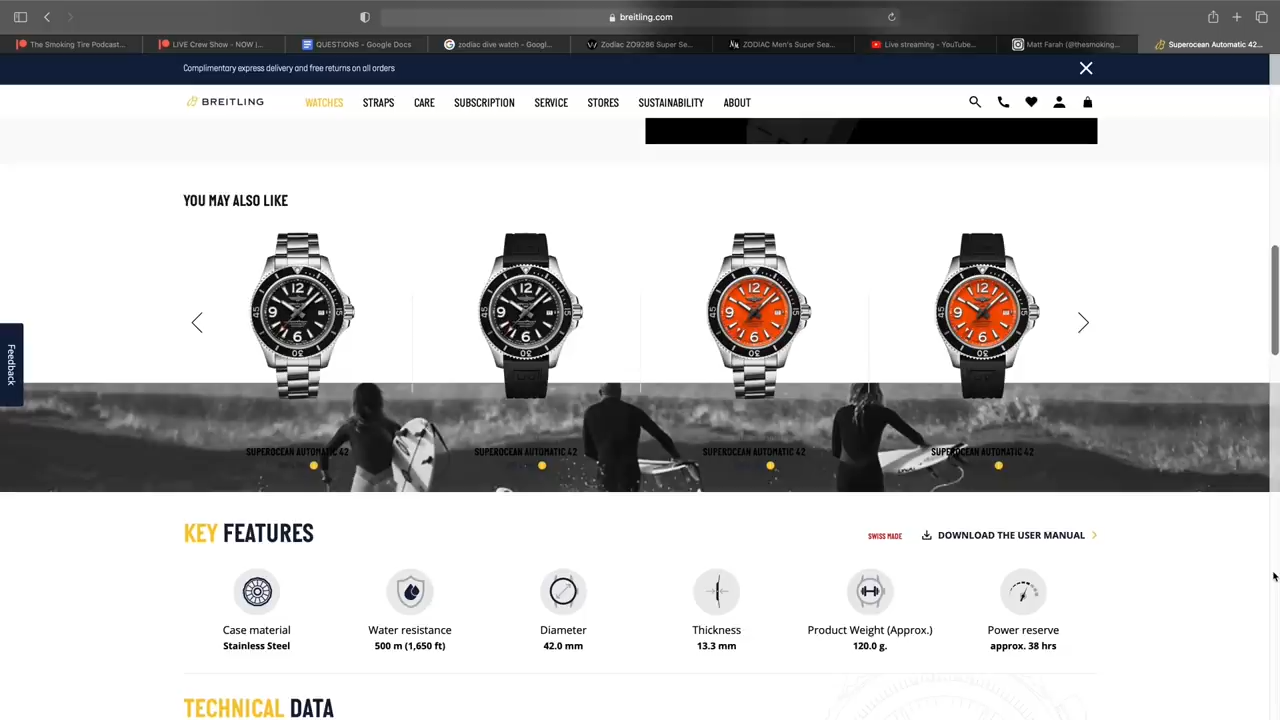 breitling.com
The Smoking Tire Podcast...
LIVE Crew Show - NOW |...
QUESTIONS - Google Docs
zodiac dive watch - Googl...
Zodiac ZO9286 Super Se...
ZODIAC Men's Super Sea...
Live streaming - YouTube...
Matt Farah (@thesmoking...
Superocean Automatic 42...
Complimentary express delivery and free returns on all orders
BREITLING
WATCHES
STRAPS
CARE
SUBSCRIPTION
SERVICE
STORES
SUSTAINABILITY
ABOUT
YOU MAY ALSO LIKE
Feedback
SUPEROCEAN AUTOMATIC 42
SUPEROCEAN AUTOMATIC 42
SUPEROCEAN AUTOMATIC 42
SUPEROCEAN AUTOMATIC 42
KEY FEATURES
SWISS MADE
DOWNLOAD THE USER MANUAL
Case material
Stainless Steel
Water resistance
500 m (1,650 ft)
Diameter
42.0 mm
Thickness
13.3 mm
Product Weight (Approx.)
120.0 g.
Power reserve
approx. 38 hrs
TECHNICAL DATA